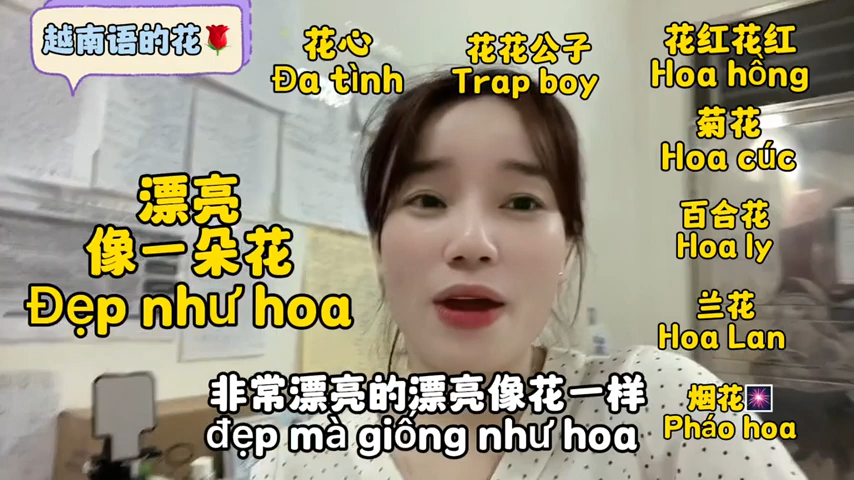 越南语的花🌹
花心
Đa tình
花花公子
Trap boy
花红花红
Hoa hồng
菊花
Hoa cúc
百合花
Hoa ly
兰花
Hoa Lan
烟花🎆
Pháo hoa
漂亮
像一朵花
Đẹp như hoa
非常漂亮的漂亮像花一样
đẹp mà giống như hoa